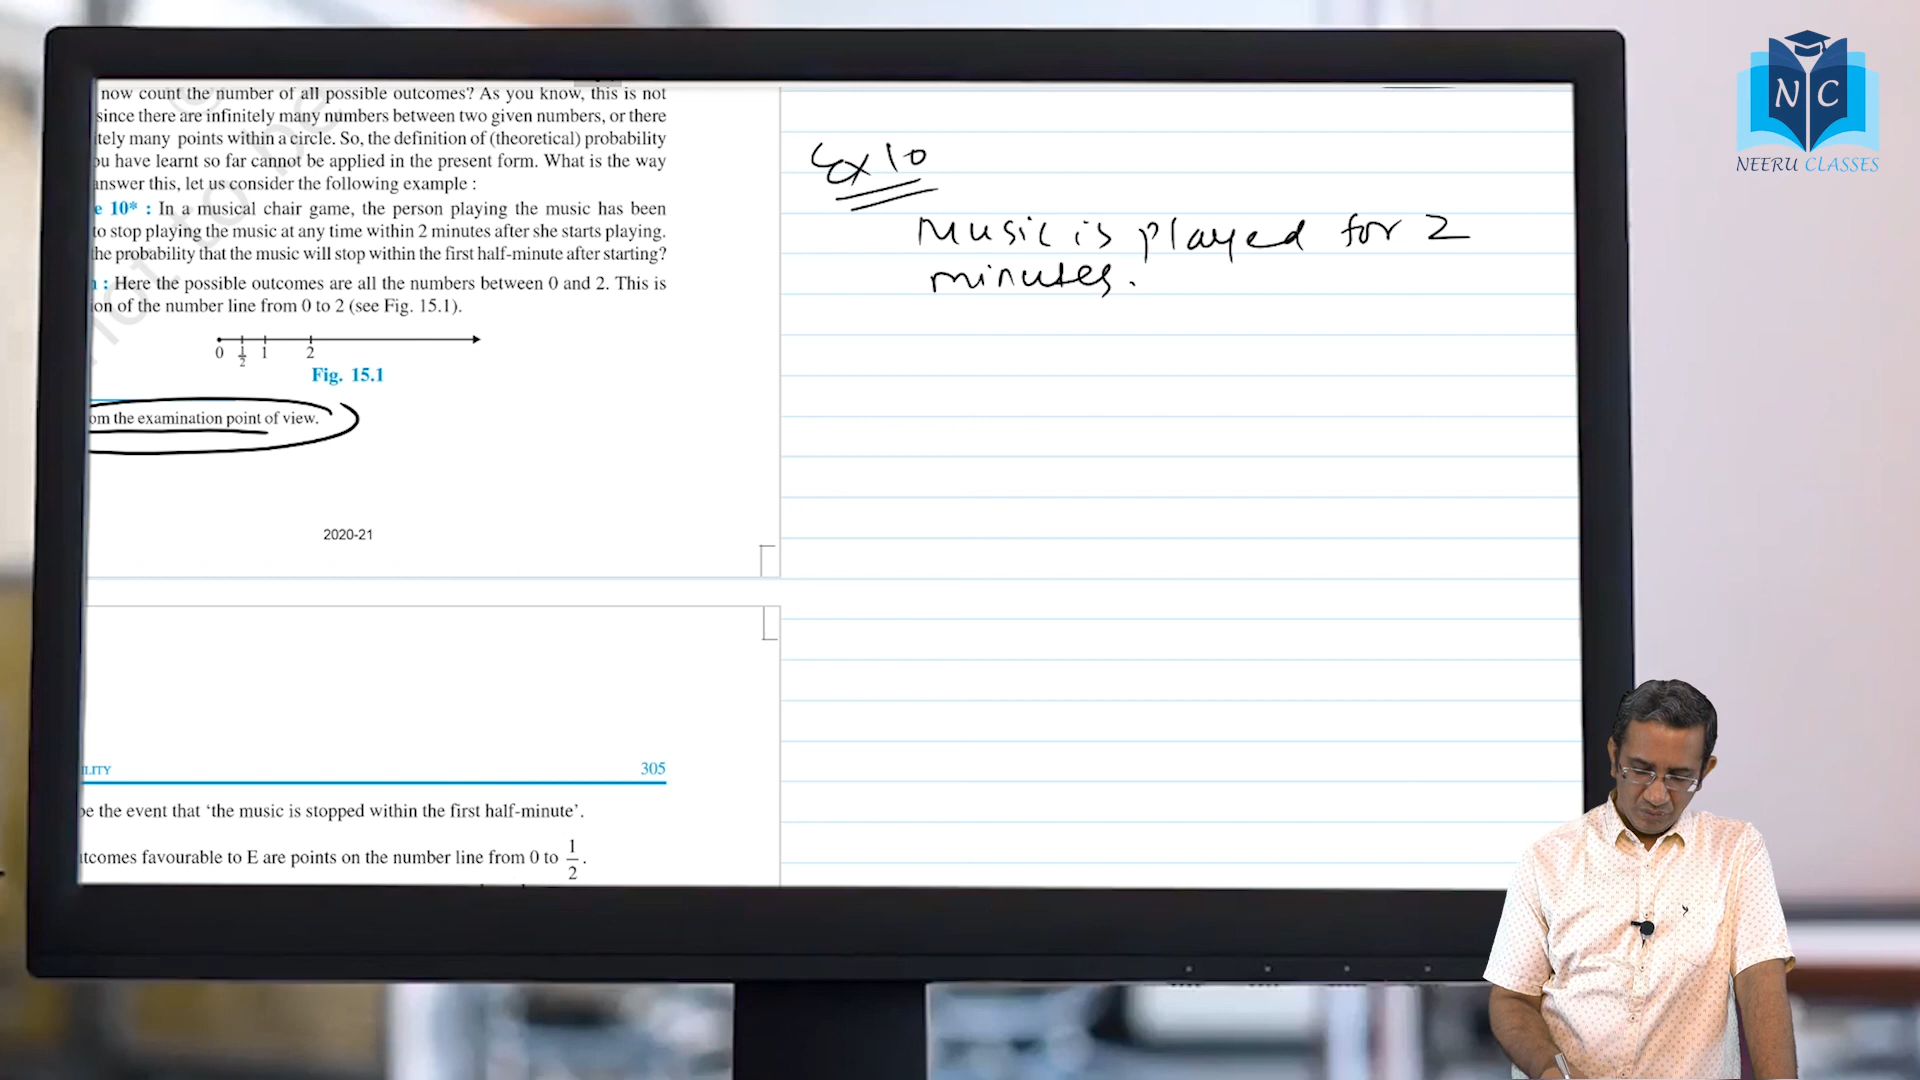 now count the number of all possible outcomes? As you know, this is not
since there are infinitely many numbers between two given numbers, or there
itely many points within a circle. So, the definition of (theoretical) probability
ou have learnt so far cannot be applied in the present form. What is the way
answer this, let us consider the following example :
e 10* : In a musical chair game, the person playing the music has been
to stop playing the music at any time within 2 minutes after she starts playing.
he probability that the music will stop within the first half-minute after starting?
n : Here the possible outcomes are all the numbers between 0 and 2. This is
ion of the number line from 0 to 2 (see Fig. 15.1).
0 1/2 1 2
Fig. 15.1
om the examination point of view.
2020-21
ILITY 305
be the event that ‘the music is stopped within the first half-minute’.
utcomes favourable to E are points on the number line from 0 to 1/2.
Ex 10
Music is played for 2
minutes.
NC
NEERU CLASSES